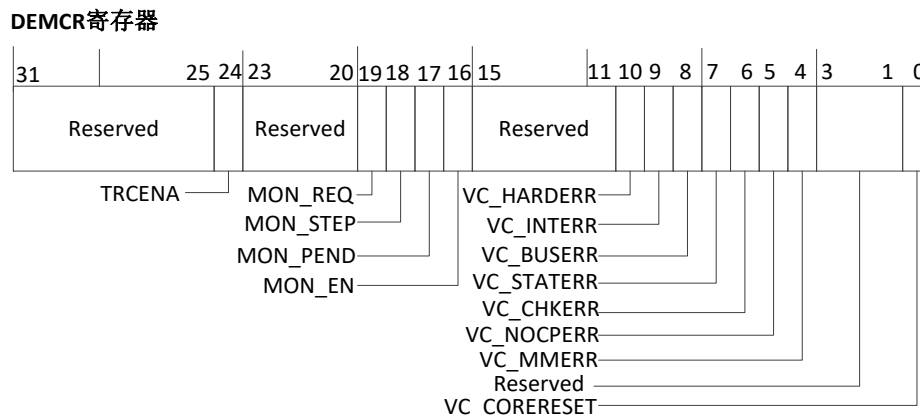 DEMCR寄存器
31 25 24 23 20 19 18 17 16 15 11 10 9 8 7 6 5 4 3 1 0
Reserved Reserved Reserved
TRCENA MON_REQ VC_HARDERR
MON_STEP VC_INTERR
MON_PEND VC_BUSERR
MON_EN VC_STATERR
VC_CHKERR
VC_NOCPERR
VC_MMERR
Reserved
VC_CORERESET